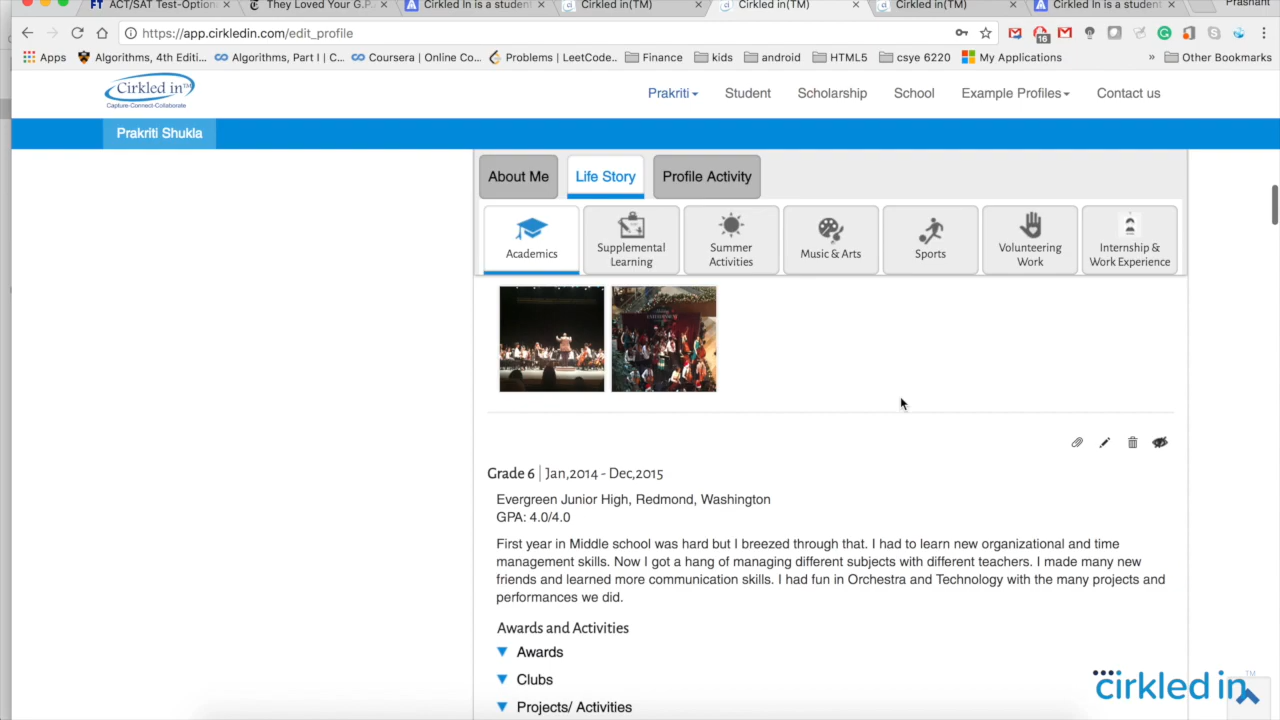 ACT/SAT Test-Option
They Loved Your G.P.
Cirkled In is a student
Cirkled in(TM)
Cirkled in(TM)
Cirkled in(TM)
Cirkled In is a student
Prashant
https://app.cirkledin.com/edit_profile
16
Apps
Algorithms, 4th Editi...
Algorithms, Part I | C...
Coursera | Online Co...
Problems | LeetCode...
Finance
kids
android
HTML5
csye 6220
My Applications
»
Other Bookmarks
Cirkled in™
Capture-Connect-Collaborate
Prakriti
Student
Scholarship
School
Example Profiles
Contact us
Prakriti Shukla
About Me
Life Story
Profile Activity
Academics
Supplemental
Learning
Summer
Activities
Music & Arts
Sports
Volunteering
Work
Internship &
Work Experience
Grade 6 | Jan,2014 - Dec,2015
Evergreen Junior High, Redmond, Washington
GPA: 4.0/4.0
First year in Middle school was hard but I breezed through that. I had to learn new organizational and time
management skills. Now I got a hang of managing different subjects with different teachers. I made many new
friends and learned more communication skills. I had fun in Orchestra and Technology with the many projects and
performances we did.
Awards and Activities
Awards
Clubs
Projects/ Activities
cirkled in™